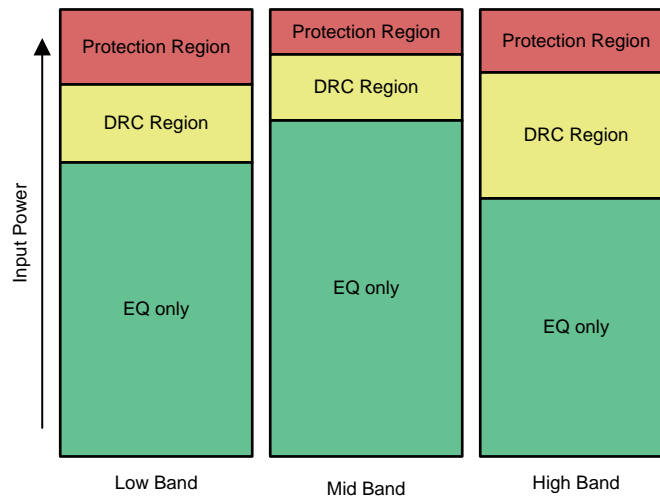 Input Power
Protection Region
DRC Region
EQ only
Low Band
Protection Region
DRC Region
EQ only
Mid Band
Protection Region
DRC Region
EQ only
High Band